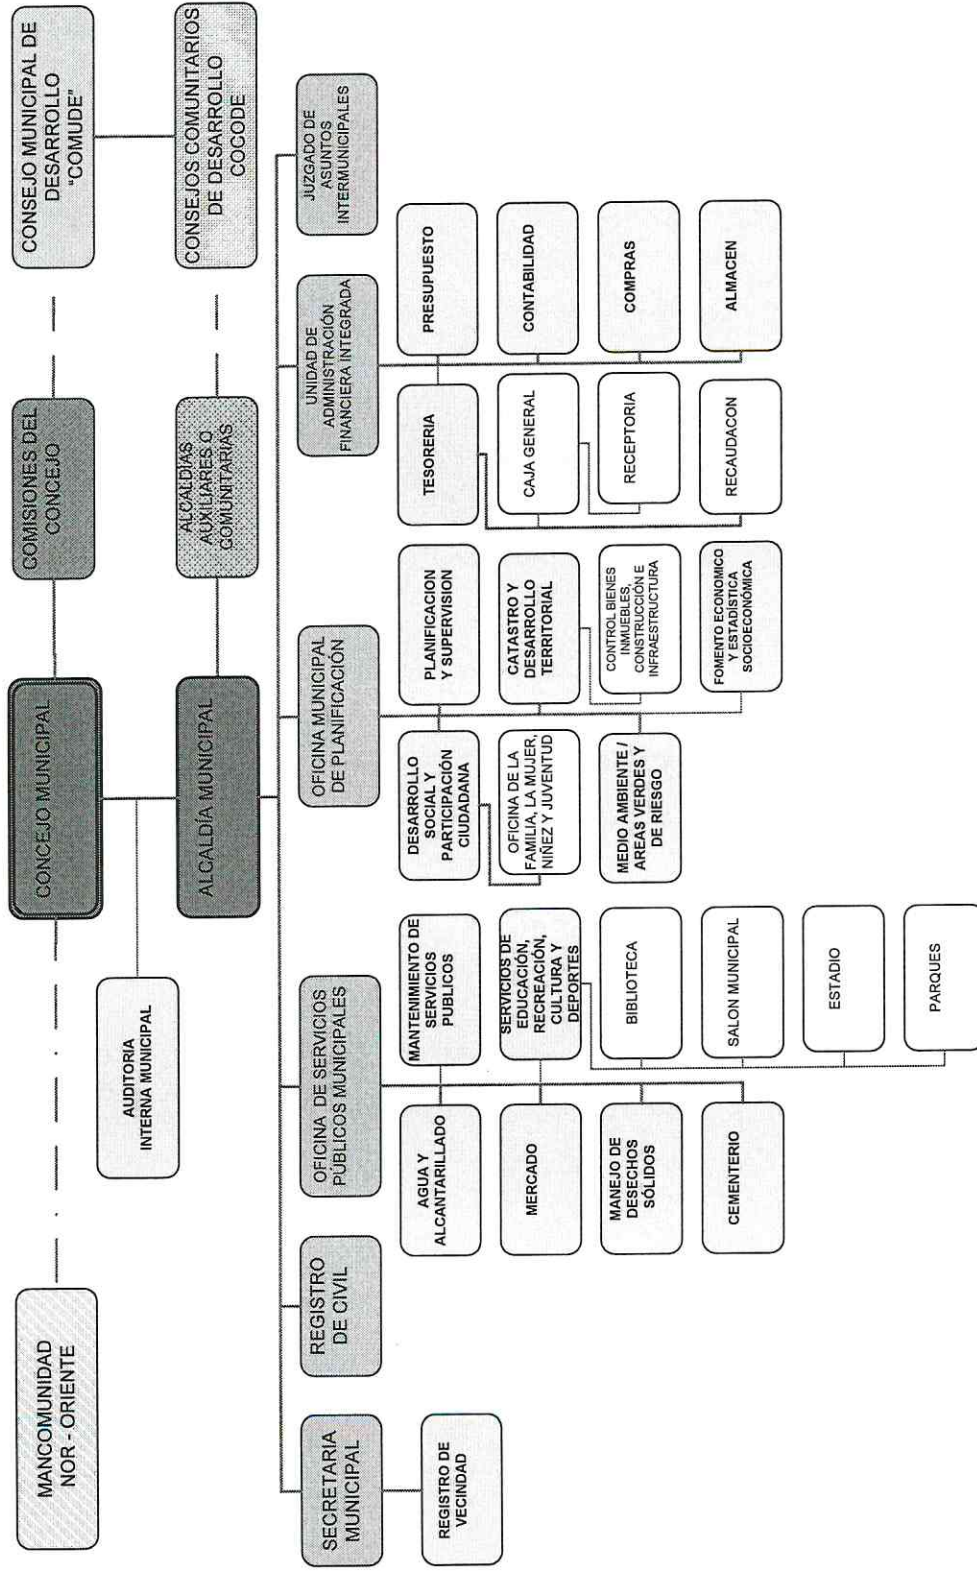 MANCOMUNIDAD
NOR - ORIENTE
CONCEJO MUNICIPAL
COMISIONES DEL
CONCEJO
CONSEJO MUNICIPAL DE
DESARROLLO
"COMUDE"
AUDITORIA
INTERNA MUNICIPAL
ALCALDÍA MUNICIPAL
ALCALDÍAS
AUXILIARES O
COMUNITARIAS
CONSEJOS COMUNITARIOS
DE DESARROLLO
COCODE
SECRETARIA
MUNICIPAL
REGISTRO
DE CIVIL
OFICINA DE SERVICIOS
PÚBLICOS MUNICIPALES
OFICINA MUNICIPAL
DE PLANIFICACIÓN
UNIDAD DE
ADMINISTRACIÓN
FINANCIERA INTEGRADA
JUZGADO DE
ASUNTOS
INTERMUNICIPALES
REGISTRO DE
VECINDAD
AGUA Y
ALCANTARILLADO
MANTENIMIENTO DE
SERVICIOS
PUBLICOS
MERCADO
SERVICIOS DE
EDUCACIÓN,
RECREACIÓN,
CULTURA Y
DEPORTES
MANEJO DE
DESECHOS
SÓLIDOS
BIBLIOTECA
CEMENTERIO
SALON MUNICIPAL
ESTADIO
PARQUES
DESARROLLO
SOCIAL Y
PARTICIPACIÓN
CIUDADANA
PLANIFICACION
Y SUPERVISION
OFICINA DE LA
FAMILIA, LA MUJER,
NIÑEZ Y JUVENTUD
CATASTRO Y
DESARROLLO
TERRITORIAL
MEDIO AMBIENTE /
AREAS VERDES Y
DE RIESGO
CONTROL BIENES
INMUEBLES,
CONSTRUCCIÓN E
INFRAESTRUCTURA
FOMENTO ECONOMICO
Y ESTADÍSTICA
SOCIOECONÓMICA
TESORERIA
PRESUPUESTO
CAJA GENERAL
CONTABILIDAD
RECEPTORIA
COMPRAS
RECAUDACON
ALMACEN